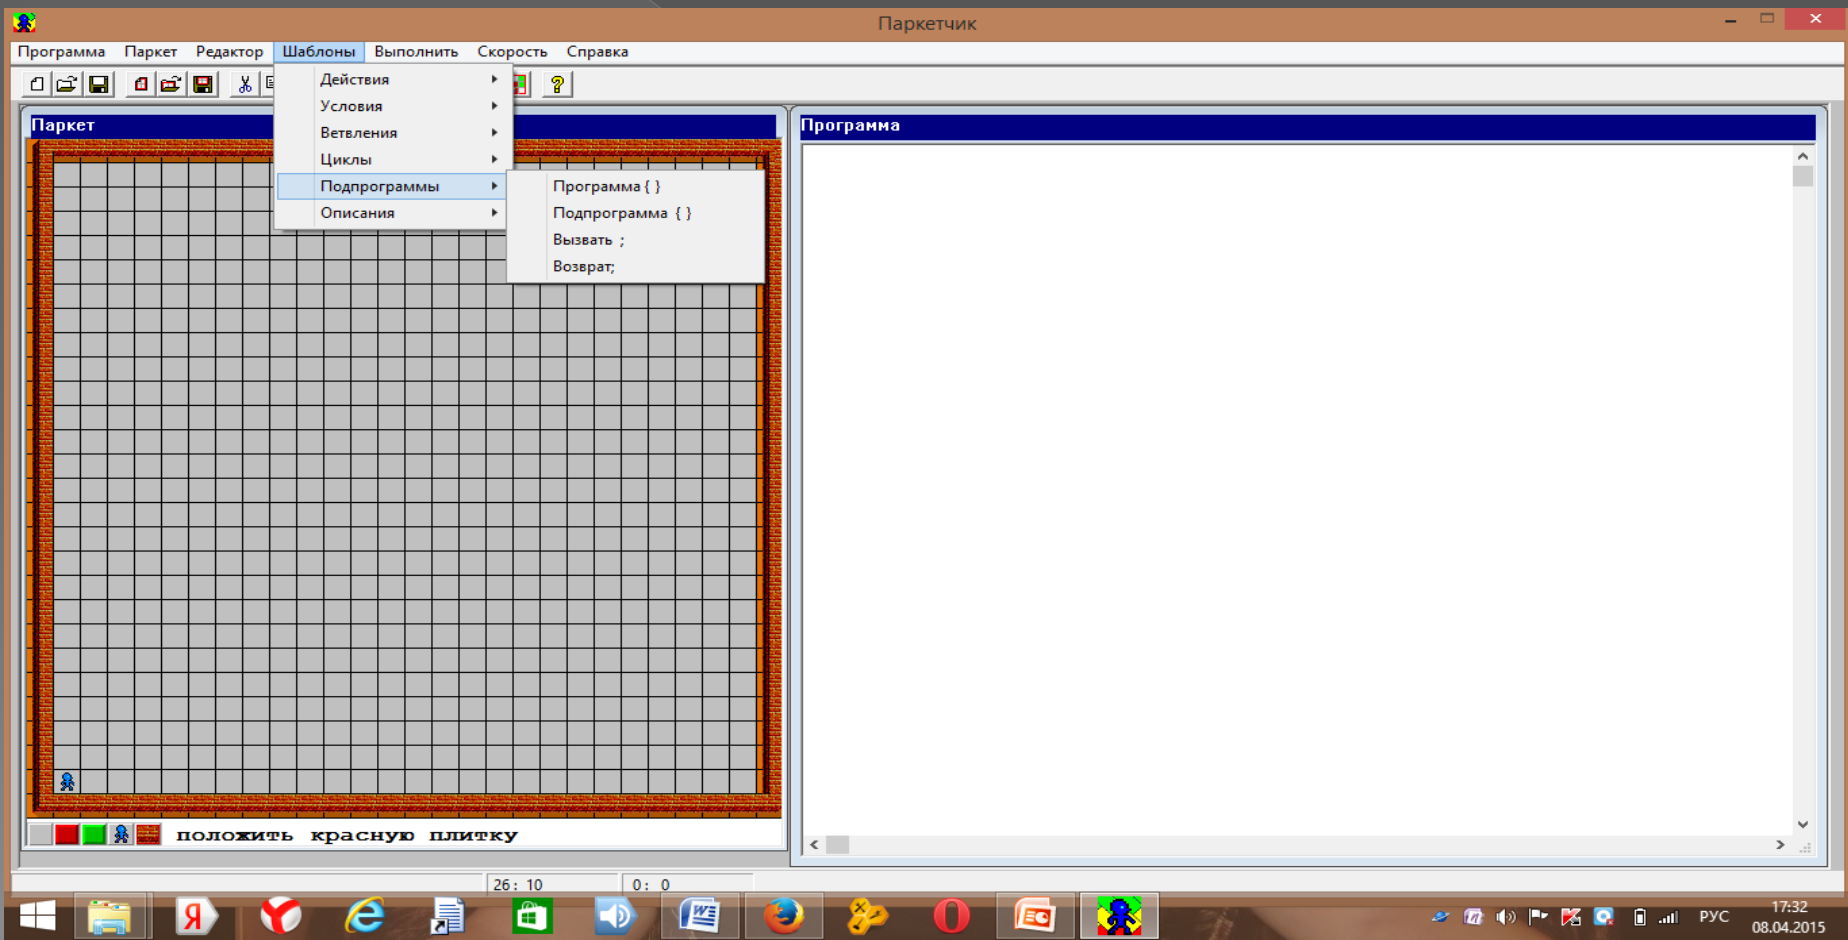 Паркетчик
Программа Паркет Редактор Шаблоны Выполнить Скорость Справка
Действия
Условия
Ветвления
Циклы
Подпрограммы
Описания
Программа { }
Подпрограмма { }
Вызвать ;
Возврат;
Паркет
Программа
положить красную плитку
26: 10
0: 0
РУС
17:32
08.04.2015